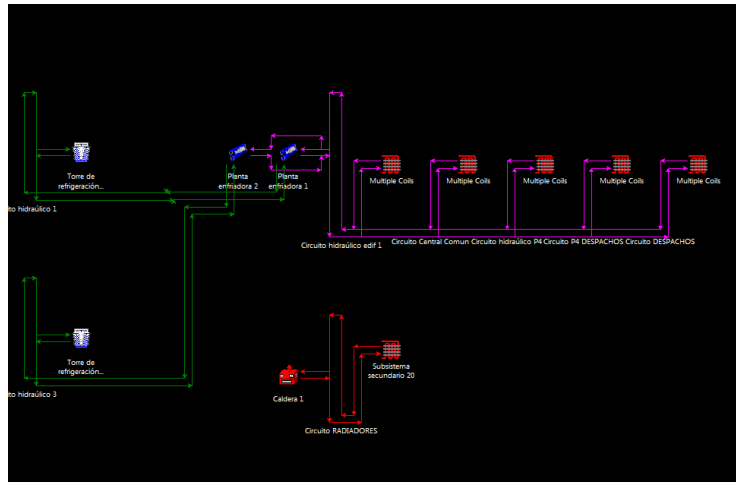 Torre de
refrigeración...
Planta
enfriadora 2
Planta
enfriadora 1
Multiple Coils
Multiple Coils
Multiple Coils
Multiple Coils
Multiple Coils
ito hidráulico 1
Circuito hidráulico edif 1
Circuito Central Comun
Circuito hidráulico P4
Circuito P4 DESPACHOS
Circuito DESPACHOS
Torre de
refrigeración...
ito hidráulico 3
Caldera 1
Subsistema
secundario 20
Circuito RADIADORES